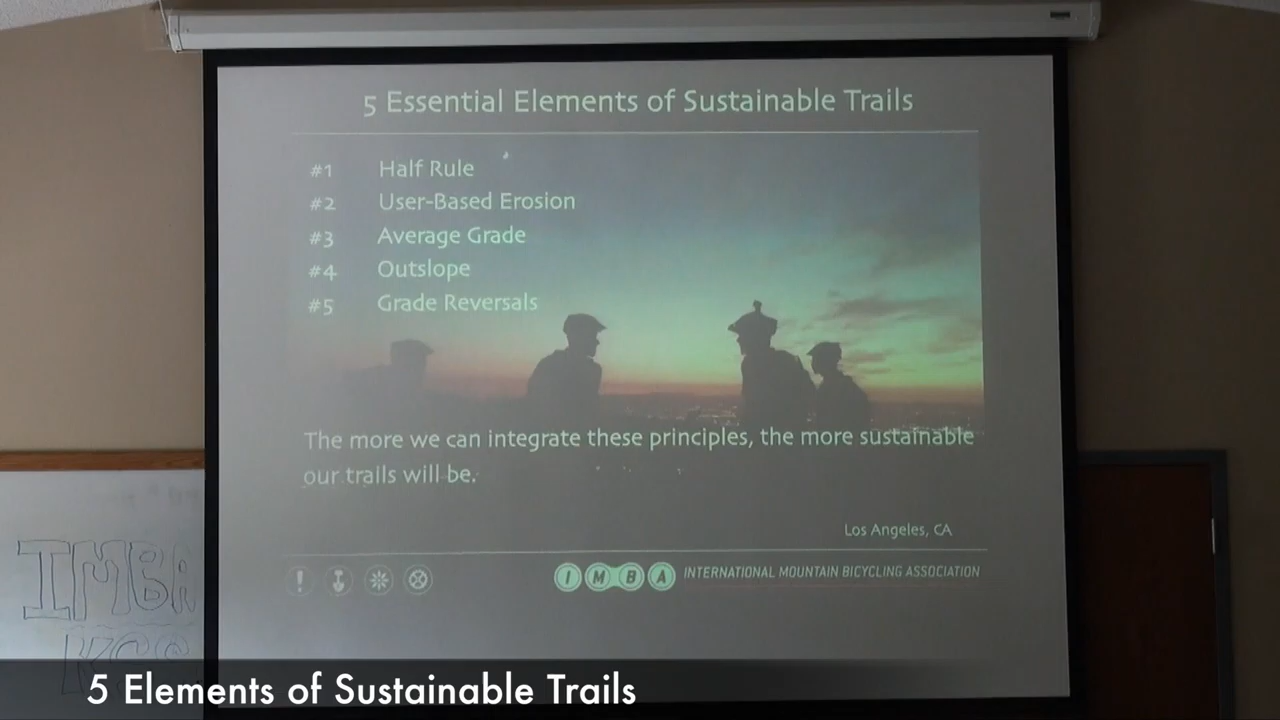 5 Essential Elements of Sustainable Trails
#1 Half Rule
#2 User-Based Erosion
#3 Average Grade
#4 Outslope
#5 Grade Reversals
The more we can integrate these principles, the more sustainable
our trails will be.
Los Angeles, CA
I M B A INTERNATIONAL MOUNTAIN BICYCLING ASSOCIATION
IMBA
5 Elements of Sustainable Trails